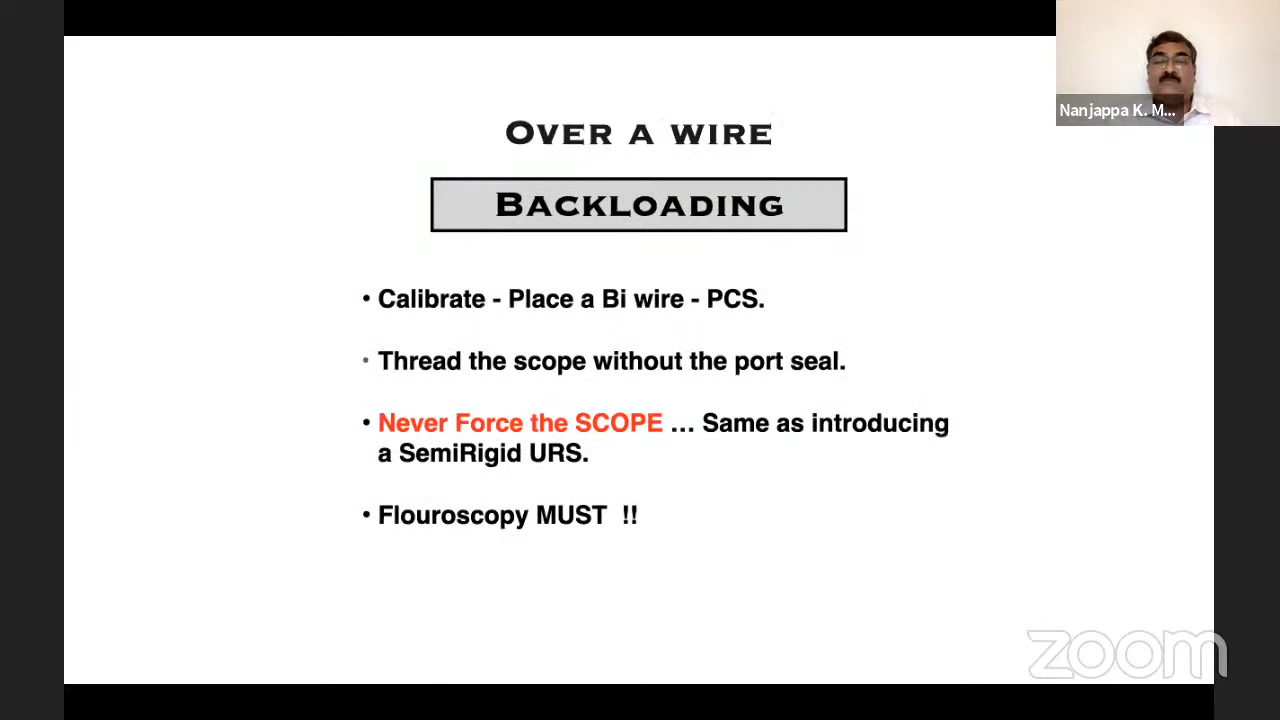 Nanjappa K. M...
OVER A WIRE
BACKLOADING
• Calibrate - Place a Bi wire - PCS.
• Thread the scope without the port seal.
• Never Force the SCOPE ... Same as introducing
a SemiRigid URS.
• Flouroscopy MUST !!
zoom